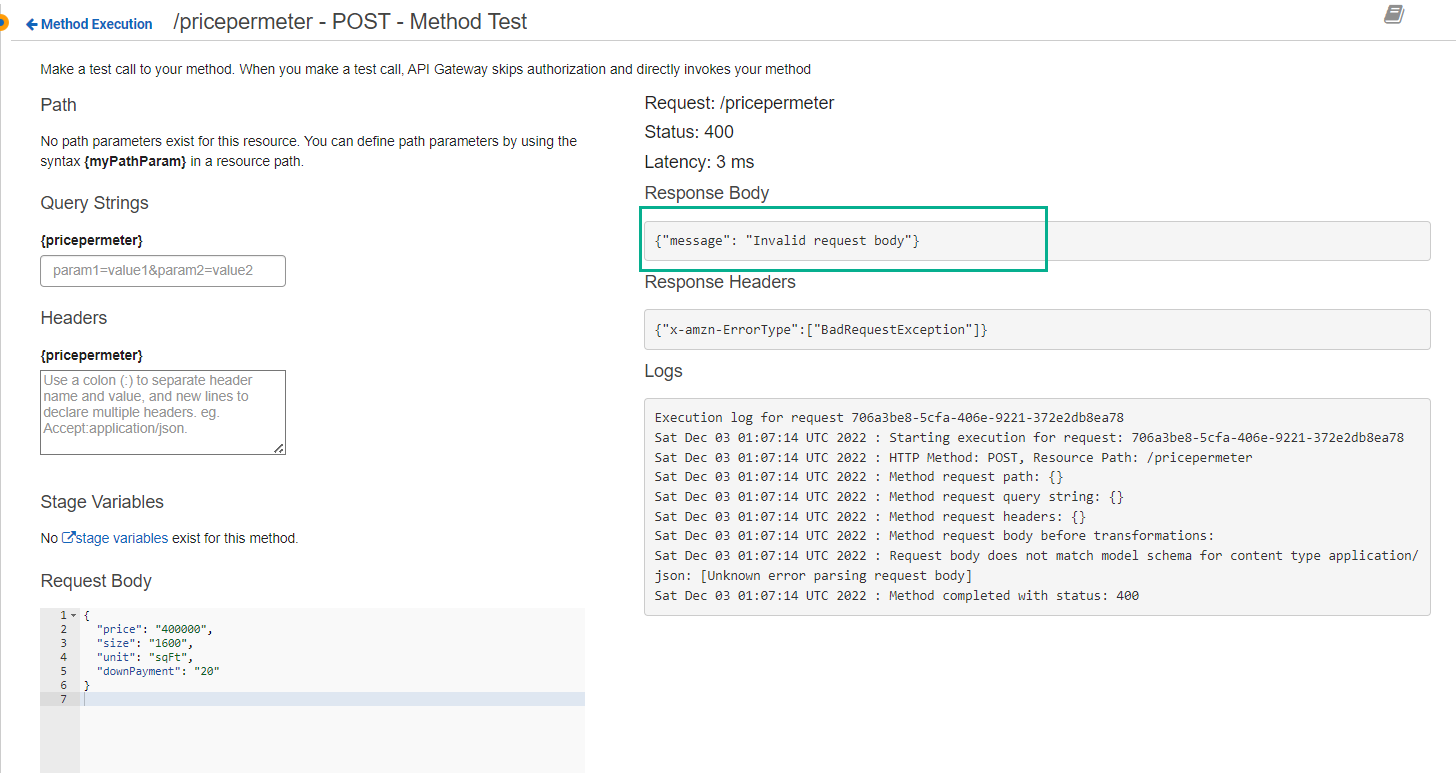 Method Execution /pricepermeter - POST - Method Test
Make a test call to your method. When you make a test call, API Gateway skips authorization and directly invokes your method
Path
No path parameters exist for this resource. You can define path parameters by using the
syntax {myPathParam} in a resource path.
Query Strings
{pricepermeter}
param1=value1&param2=value2
Headers
{pricepermeter}
Use a colon (:) to separate header
name and value, and new lines to
declare multiple headers. eg.
Accept:application/json.
Stage Variables
No stage variables exist for this method.
Request Body
1 {
2 "price": "400000",
3 "size": "1600",
4 "unit": "sqFt",
5 "downPayment": "20"
6 }
7
Request: /pricepermeter
Status: 400
Latency: 3 ms
Response Body
{"message": "Invalid request body"}
Response Headers
{"x-amzn-ErrorType":["BadRequestException"]}
Logs
Execution log for request 706a3be8-5cfa-406e-9221-372e2db8ea78
Sat Dec 03 01:07:14 UTC 2022 : Starting execution for request: 706a3be8-5cfa-406e-9221-372e2db8ea78
Sat Dec 03 01:07:14 UTC 2022 : HTTP Method: POST, Resource Path: /pricepermeter
Sat Dec 03 01:07:14 UTC 2022 : Method request path: {}
Sat Dec 03 01:07:14 UTC 2022 : Method request query string: {}
Sat Dec 03 01:07:14 UTC 2022 : Method request headers: {}
Sat Dec 03 01:07:14 UTC 2022 : Method request body before transformations:
Sat Dec 03 01:07:14 UTC 2022 : Request body does not match model schema for content type application/
json: [Unknown error parsing request body]
Sat Dec 03 01:07:14 UTC 2022 : Method completed with status: 400